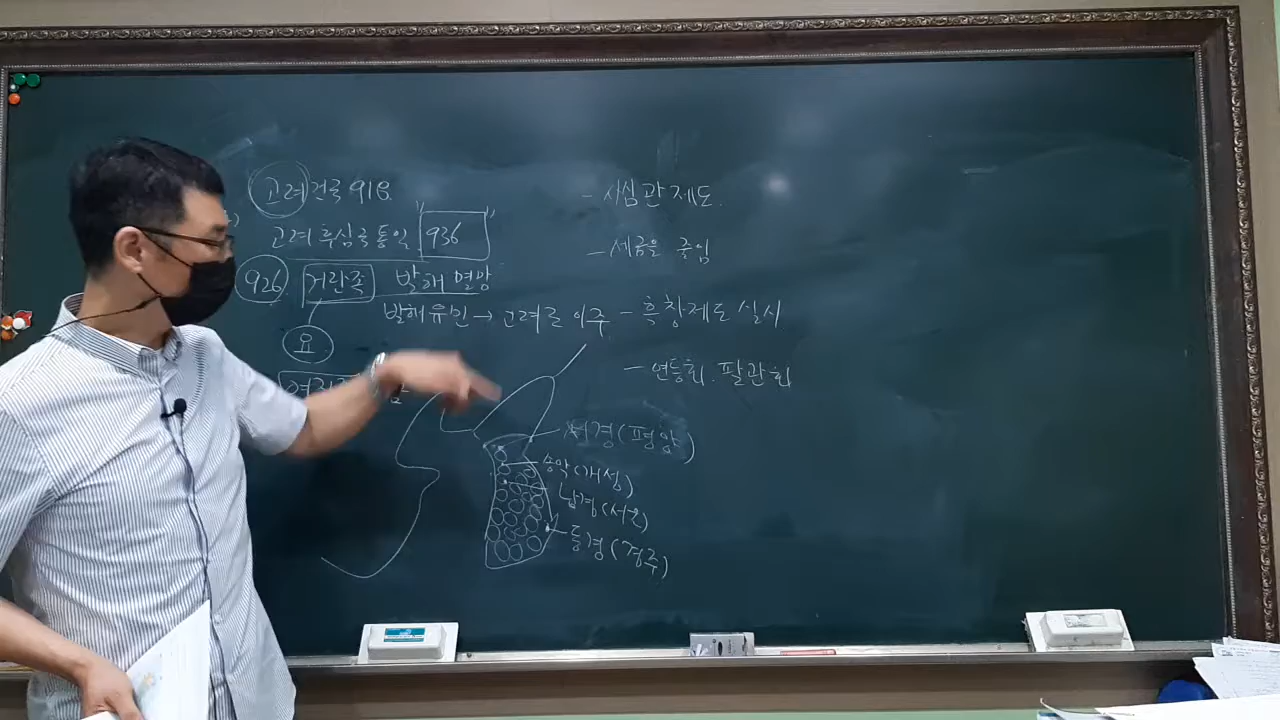 고려 건국 918.
고려 후삼국 통일 "936"
926 거란족 발해 멸망
발해유민 → 고려로 이주
요
- 사심관 제도.
- 세금을 줄임
- 흑창제도 실시
- 연등회. 팔관회
서경(평양)
송악(개성)
남경(서울)
동경(경주)